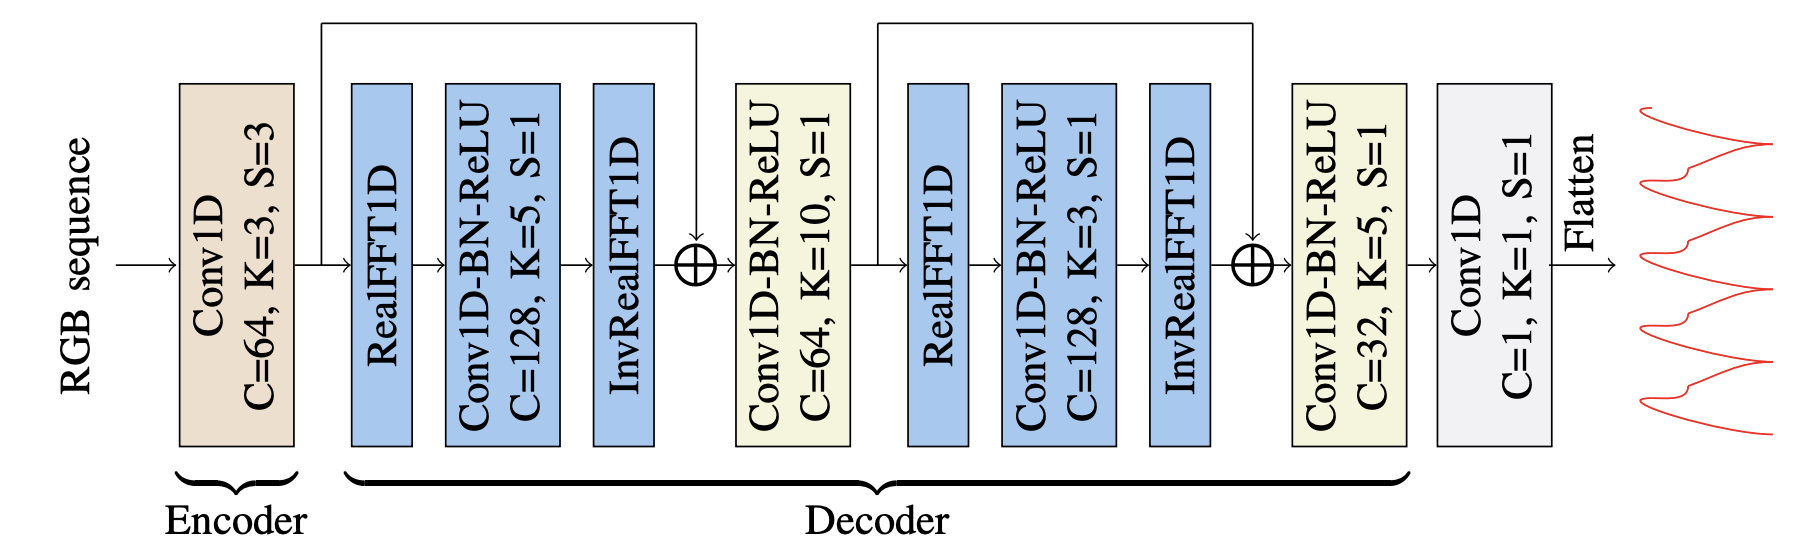 RGB sequence
Conv1D
C=64, K=3, S=3
RealFFT1D
Conv1D-BN-ReLU
C=128, K=5, S=1
InvRealFFT1D
Conv1D-BN-ReLU
C=64, K=10, S=1
RealFFT1D
Conv1D-BN-ReLU
C=128, K=3, S=1
InvRealFFT1D
Conv1D-BN-ReLU
C=32, K=5, S=1
Conv1D
C=1, K=1, S=1
Flatten
Encoder
Decoder